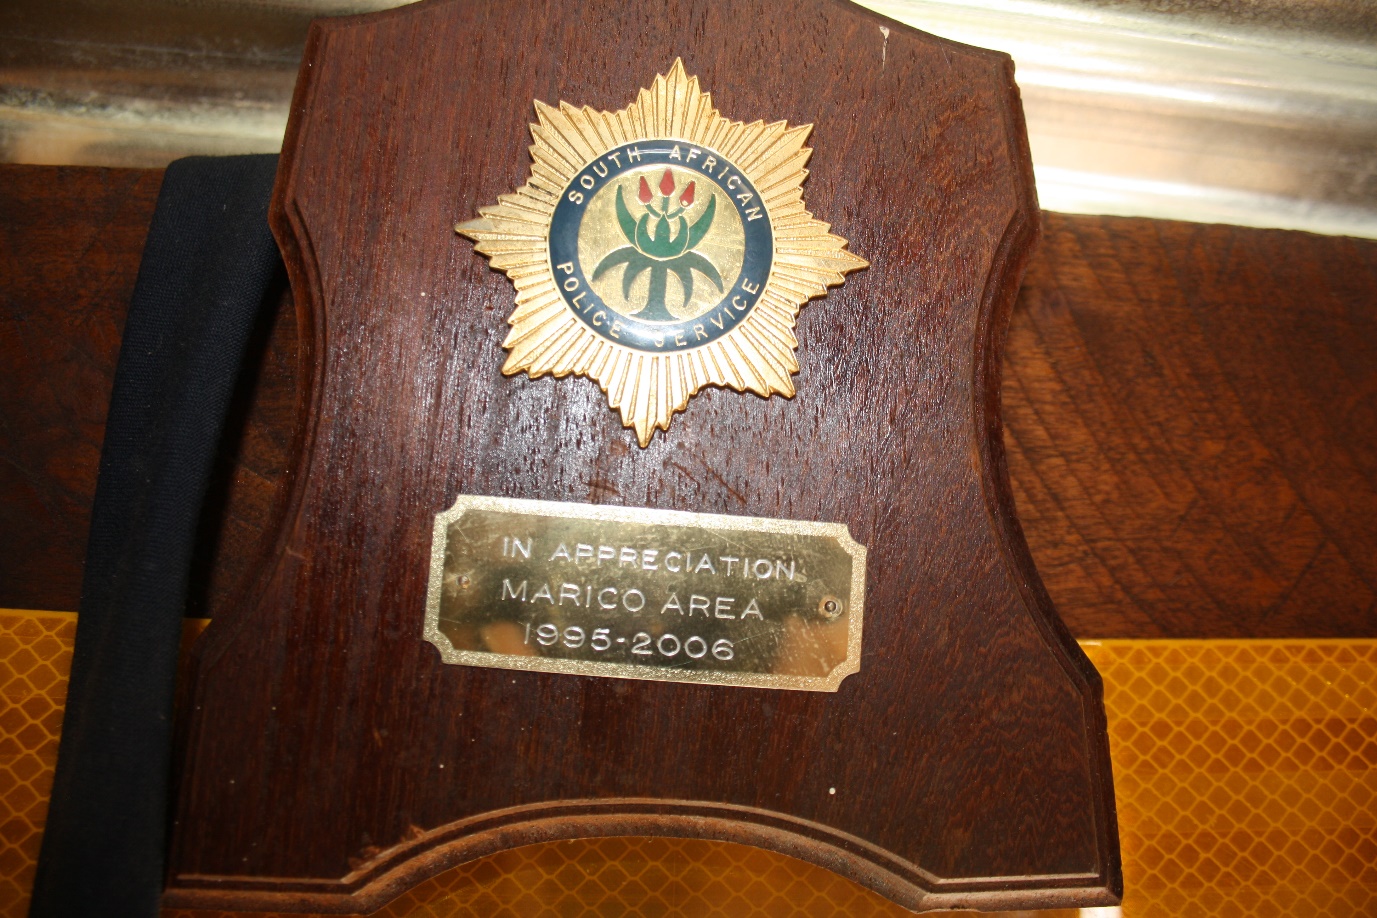 SOUTH AFRICAN
POLICE SERVICE
IN APPRECIATION
MARICO AREA
1995-2006